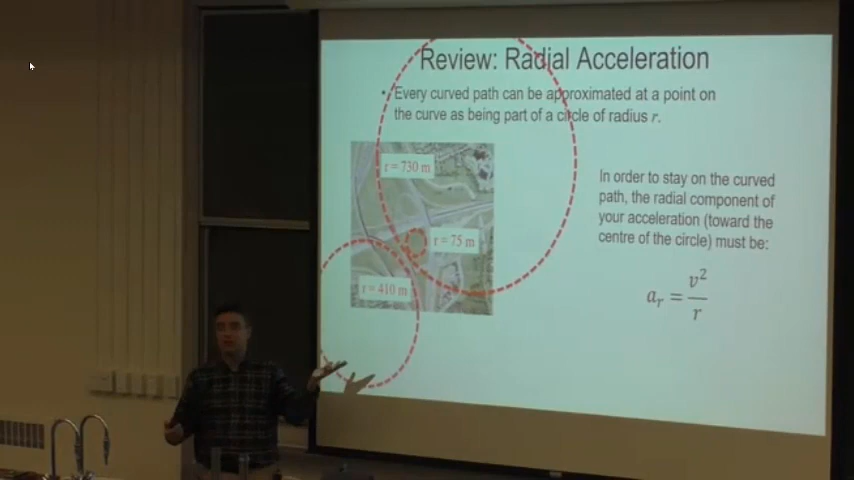 Review: Radial Acceleration
• Every curved path can be approximated at a point on
the curve as being part of a circle of radius r.
r = 730 m
r = 75 m
r = 410 m
In order to stay on the curved
path, the radial component of
your acceleration (toward the
centre of the circle) must be:
a_r = v²/r